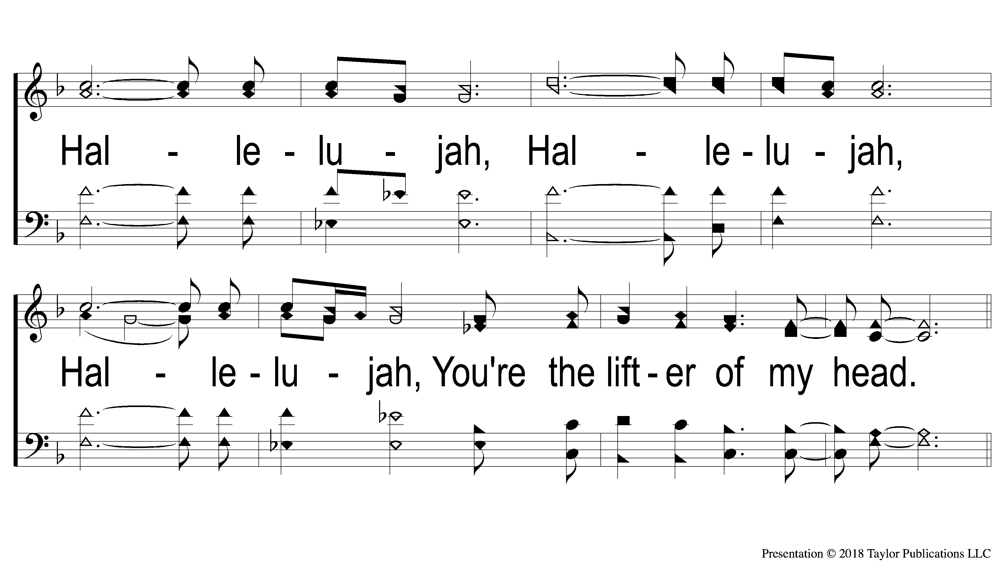 Hal - le - lu - jah, Hal - le - lu - jah,
Hal - le - lu - jah, You're the lift - er of my head.
Presentation © 2018 Taylor Publications LLC